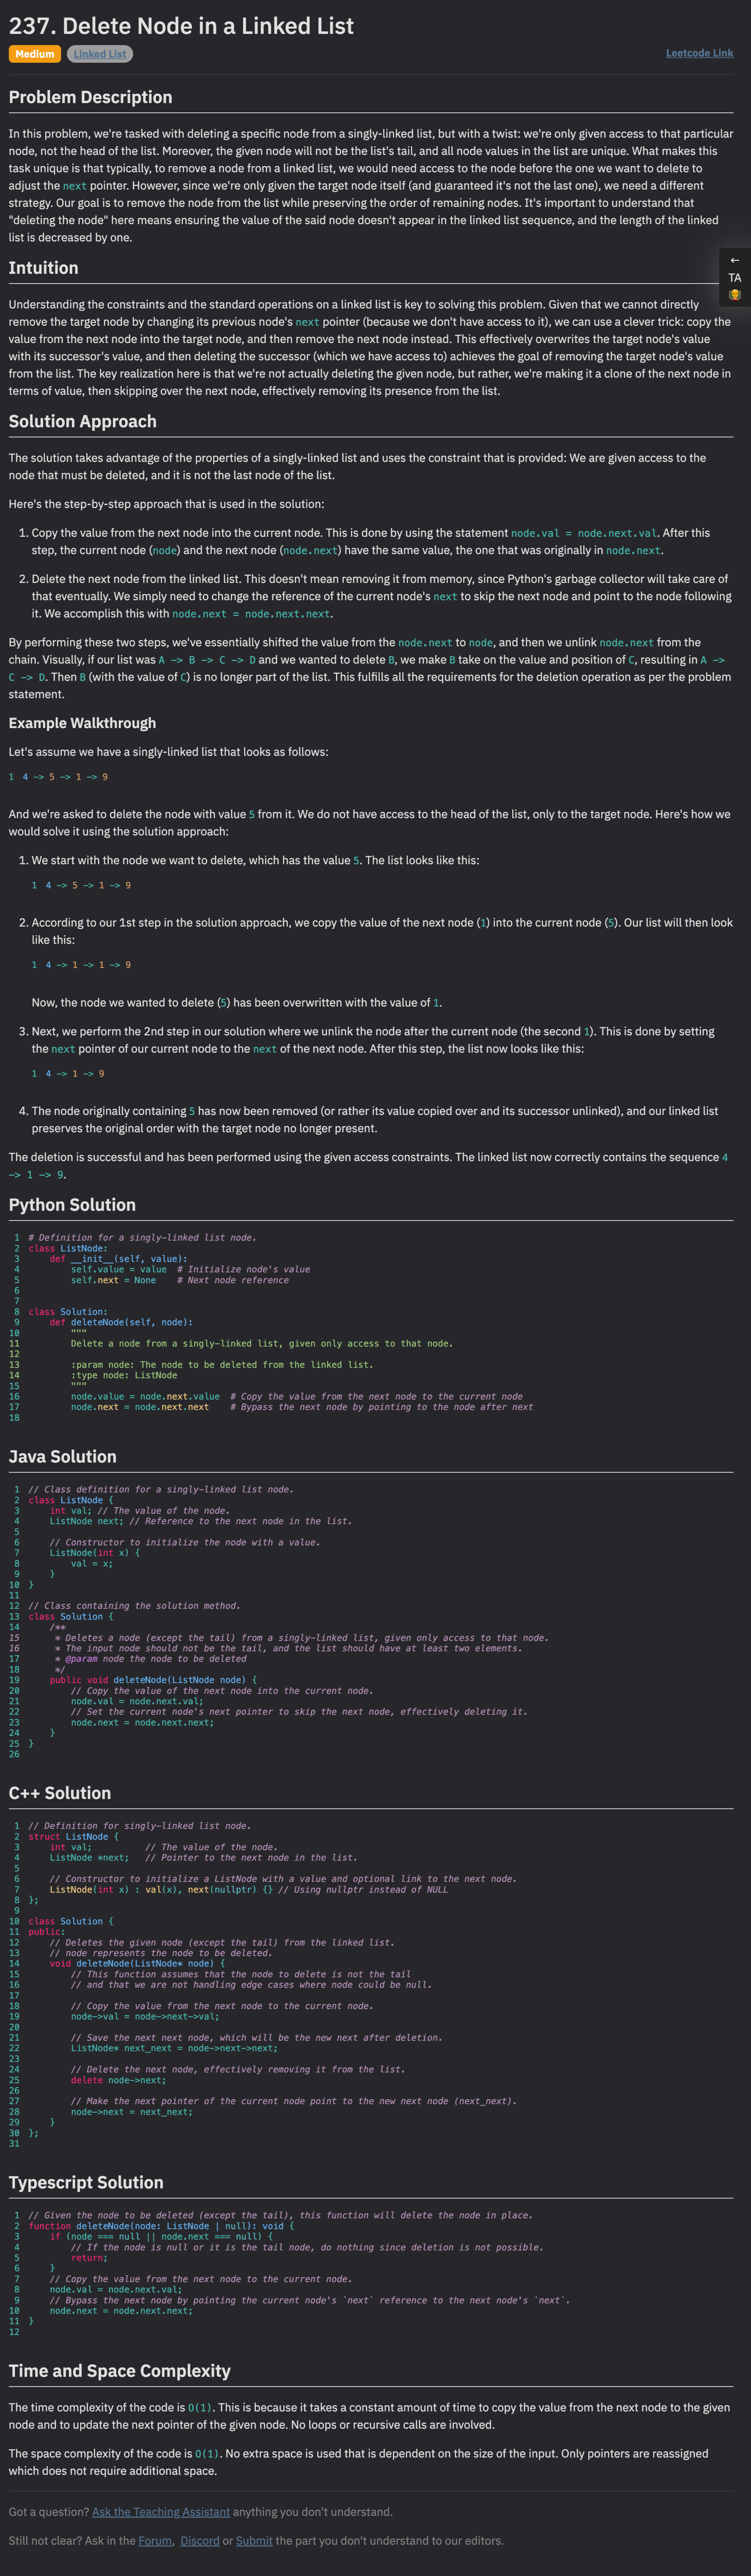 237. Delete Node in a Linked List
Medium Linked List Leetcode Link
Problem Description
In this problem, we're tasked with deleting a specific node from a singly-linked list, but with a twist: we're only given access to that particular
node, not the head of the list. Moreover, the given node will not be the list's tail, and all node values in the list are unique. What makes this
task unique is that typically, to remove a node from a linked list, we would need access to the node before the one we want to delete to
adjust the next pointer. However, since we're only given the target node itself (and guaranteed it's not the last one), we need a different
strategy. Our goal is to remove the node from the list while preserving the order of remaining nodes. It's important to understand that
"deleting the node" here means ensuring the value of the said node doesn't appear in the linked list sequence, and the length of the linked
list is decreased by one.
←
TA
Intuition
Understanding the constraints and the standard operations on a linked list is key to solving this problem. Given that we cannot directly
remove the target node by changing its previous node's next pointer (because we don't have access to it), we can use a clever trick: copy the
value from the next node into the target node, and then remove the next node instead. This effectively overwrites the target node's value
with its successor's value, and then deleting the successor (which we have access to) achieves the goal of removing the target node's value
from the list. The key realization here is that we're not actually deleting the given node, but rather, we're making it a clone of the next node in
terms of value, then skipping over the next node, effectively removing its presence from the list.
Solution Approach
The solution takes advantage of the properties of a singly-linked list and uses the constraint that is provided: We are given access to the
node that must be deleted, and it is not the last node of the list.
Here's the step-by-step approach that is used in the solution:
1. Copy the value from the next node into the current node. This is done by using the statement node.val = node.next.val. After this
step, the current node (node) and the next node (node.next) have the same value, the one that was originally in node.next.
2. Delete the next node from the linked list. This doesn't mean removing it from memory, since Python's garbage collector will take care of
that eventually. We simply need to change the reference of the current node's next to skip the next node and point to the node following
it. We accomplish this with node.next = node.next.next.
By performing these two steps, we've essentially shifted the value from the node.next to node, and then we unlink node.next from the
chain. Visually, if our list was A -> B -> C -> D and we wanted to delete B, we make B take on the value and position of C, resulting in A ->
C -> D. Then B (with the value of C) is no longer part of the list. This fulfills all the requirements for the deletion operation as per the problem
statement.
Example Walkthrough
Let's assume we have a singly-linked list that looks as follows:
1 4 -> 5 -> 1 -> 9
And we're asked to delete the node with value 5 from it. We do not have access to the head of the list, only to the target node. Here's how we
would solve it using the solution approach:
1. We start with the node we want to delete, which has the value 5. The list looks like this:
1 4 -> 5 -> 1 -> 9
2. According to our 1st step in the solution approach, we copy the value of the next node (1) into the current node (5). Our list will then look
like this:
1 4 -> 1 -> 1 -> 9
Now, the node we wanted to delete (5) has been overwritten with the value of 1.
3. Next, we perform the 2nd step in our solution where we unlink the node after the current node (the second 1). This is done by setting
the next pointer of our current node to the next of the next node. After this step, the list now looks like this:
1 4 -> 1 -> 9
4. The node originally containing 5 has now been removed (or rather its value copied over and its successor unlinked), and our linked list
preserves the original order with the target node no longer present.
The deletion is successful and has been performed using the given access constraints. The linked list now correctly contains the sequence 4
-> 1 -> 9.
Python Solution
1 # Definition for a singly-linked list node.
2 class ListNode:
3     def __init__(self, value):
4         self.value = value  # Initialize node's value
5         self.next = None    # Next node reference
6
7
8 class Solution:
9     def deleteNode(self, node):
10         """
11         Delete a node from a singly-linked list, given only access to that node.
12
13         :param node: The node to be deleted from the linked list.
14         :type node: ListNode
15         """
16         node.value = node.next.value  # Copy the value from the next node to the current node
17         node.next = node.next.next    # Bypass the next node by pointing to the node after next
18
Java Solution
1 // Class definition for a singly-linked list node.
2 class ListNode {
3     int val; // The value of the node.
4     ListNode next; // Reference to the next node in the list.
5
6     // Constructor to initialize the node with a value.
7     ListNode(int x) {
8         val = x;
9     }
10 }
11
12 // Class containing the solution method.
13 class Solution {
14     /**
15      * Deletes a node (except the tail) from a singly-linked list, given only access to that node.
16      * The input node should not be the tail, and the list should have at least two elements.
17      * @param node the node to be deleted
18      */
19     public void deleteNode(ListNode node) {
20         // Copy the value of the next node into the current node.
21         node.val = node.next.val;
22         // Set the current node's next pointer to skip the next node, effectively deleting it.
23         node.next = node.next.next;
24     }
25 }
26
C++ Solution
1 // Definition for singly-linked list node.
2 struct ListNode {
3     int val;          // The value of the node.
4     ListNode *next;   // Pointer to the next node in the list.
5
6     // Constructor to initialize a ListNode with a value and optional link to the next node.
7     ListNode(int x) : val(x), next(nullptr) {} // Using nullptr instead of NULL
8 };
9
10 class Solution {
11 public:
12     // Deletes the given node (except the tail) from the linked list.
13     // node represents the node to be deleted.
14     void deleteNode(ListNode* node) {
15         // This function assumes that the node to delete is not the tail
16         // and that we are not handling edge cases where node could be null.
17
18         // Copy the value from the next node to the current node.
19         node->val = node->next->val;
20
21         // Save the next next node, which will be the new next after deletion.
22         ListNode* next_next = node->next->next;
23
24         // Delete the next node, effectively removing it from the list.
25         delete node->next;
26
27         // Make the next pointer of the current node point to the new next node (next_next).
28         node->next = next_next;
29     }
30 };
31
Typescript Solution
1 // Given the node to be deleted (except the tail), this function will delete the node in place.
2 function deleteNode(node: ListNode | null): void {
3     if (node === null || node.next === null) {
4         // If the node is null or it is the tail node, do nothing since deletion is not possible.
5         return;
6     }
7     // Copy the value from the next node to the current node.
8     node.val = node.next.val;
9     // Bypass the next node by pointing the current node's `next` reference to the next node's `next`.
10     node.next = node.next.next;
11 }
12
Time and Space Complexity
The time complexity of the code is O(1). This is because it takes a constant amount of time to copy the value from the next node to the given
node and to update the next pointer of the given node. No loops or recursive calls are involved.
The space complexity of the code is O(1). No extra space is used that is dependent on the size of the input. Only pointers are reassigned
which does not require additional space.
Got a question? Ask the Teaching Assistant anything you don't understand.
Still not clear? Ask in the Forum, Discord or Submit the part you don't understand to our editors.